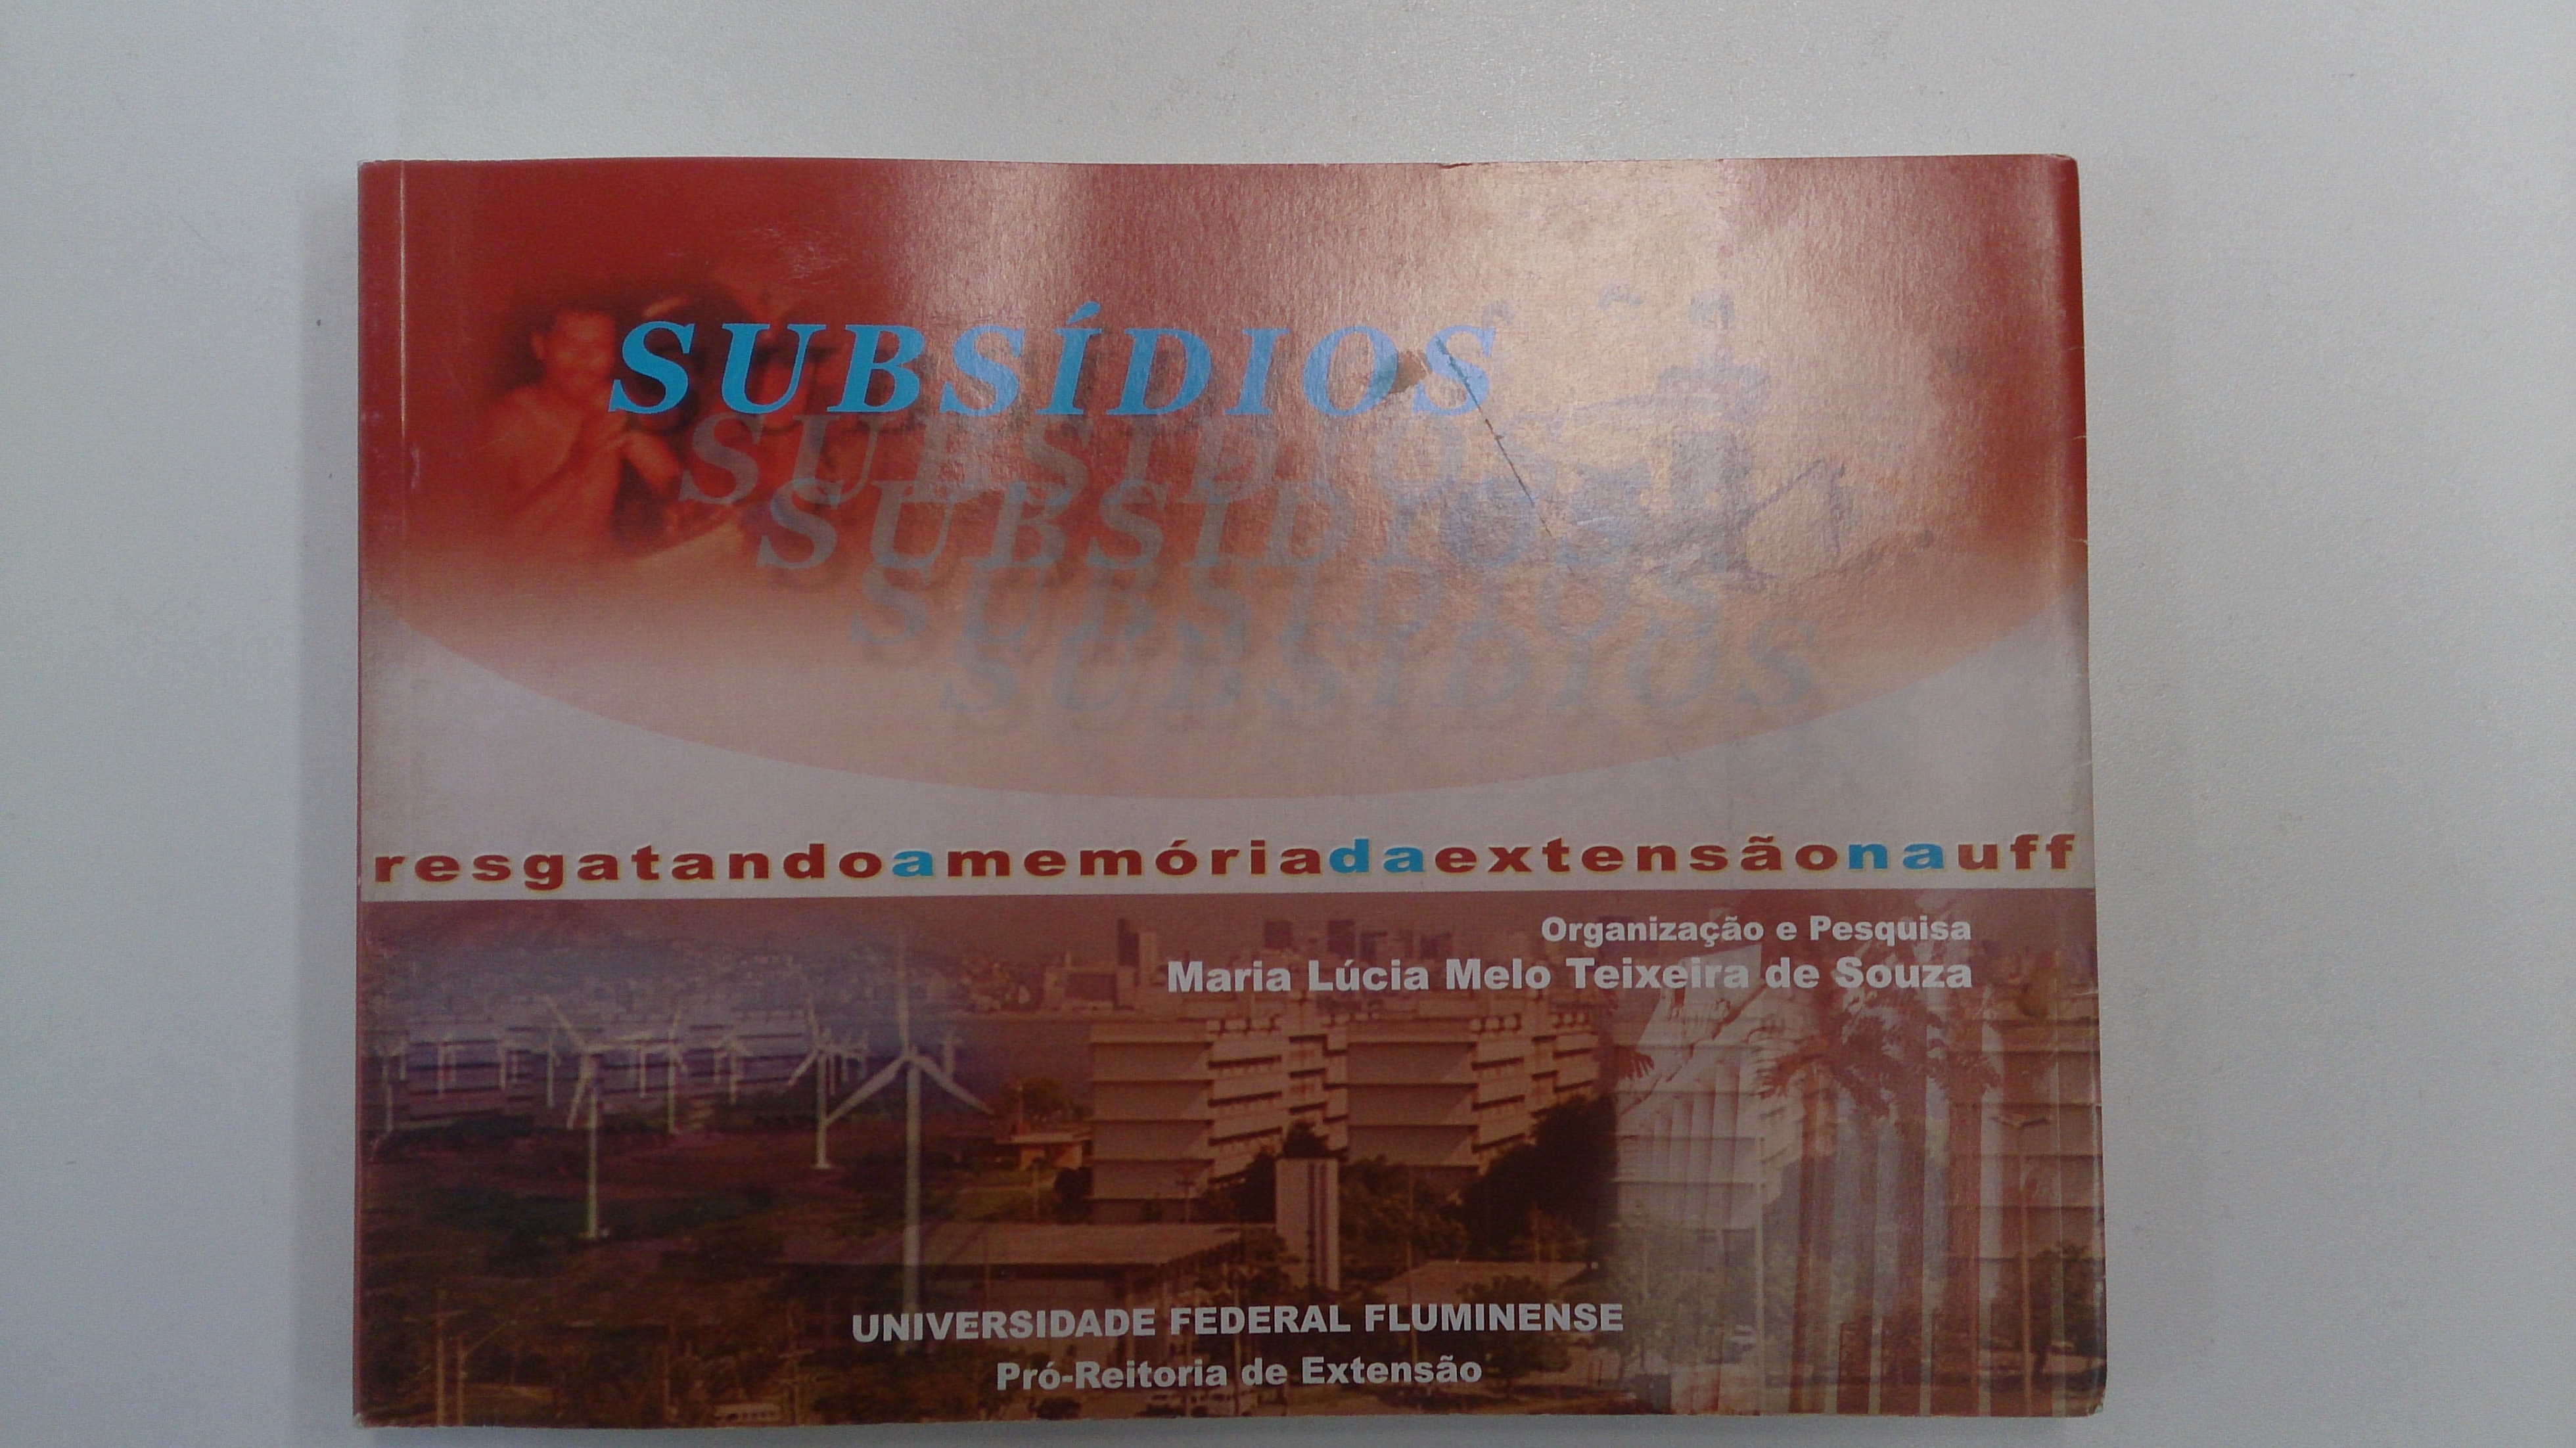 SUBSÍDIOS
SUBSÍDIOS
SUBSÍDIOS
SUBSÍDIOS
SUBSÍDIOS
resgatandoamemóriadaextensãonauff
Organização e Pesquisa
Maria Lúcia Melo Teixeira de Souza
UNIVERSIDADE FEDERAL FLUMINENSE
Pró-Reitoria de Extensão